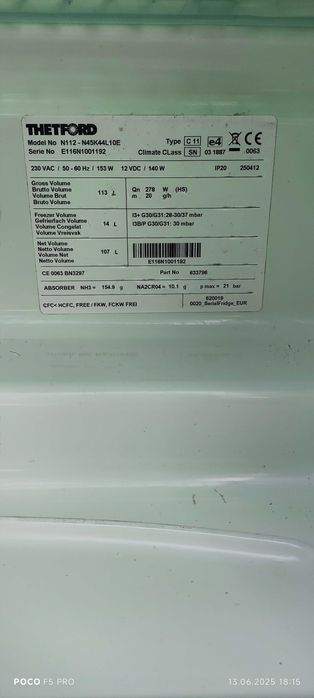 THETFORD
Model No N112 - N45K44L10E Type C 11 e4 CE
Serie No E116N1001192 Climate CLass SN 03 1887 0063
230 VAC / 50 - 60 Hz / 153 W 12 VDC / 140 W IP20 250412
Gross Volume
Brutto Volume
Volume Brut
Bruto Volume
113 L
Qn 278 W (HS)
m 20 g/h
Freezer Volume
Gefrierfach Volume
Volume Congelat
Volume Vreisvak
14 L
I3+ G30/G31:28-30/37 mbar
I3B/P G30/G31: 30 mbar
Net Volume
Netto Volume
Volume Net
Netto Volume
107 L
E116N1001192
CE 0063 BN3297 Part No 633796
ABSORBER NH3 = 154.9 g NA2CR04 = 10.1 g p max = 21 bar
CFC< HCFC, FREE / FKW, FCKW FREI
620019
0020_SerialFridge_EUR
POCO F5 PRO
13.06.2025 18:15